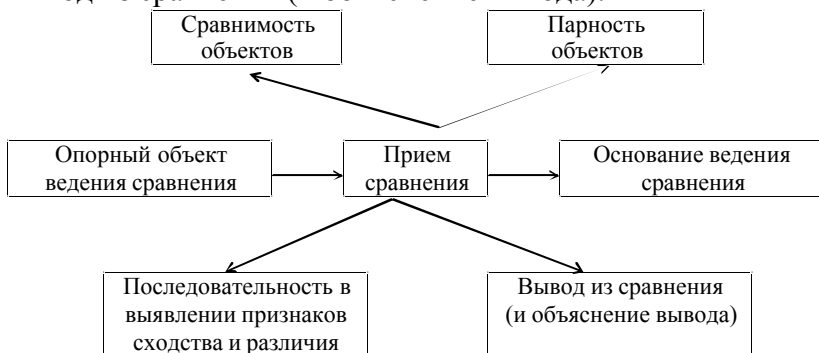 Сравнимость
объектов
Парность
объектов
Опорный объект
ведения сравнения
Прием
сравнения
Основание ведения
сравнения
Последовательность в
выявлении признаков
сходства и различия
Вывод из сравнения
(и объяснение вывода)